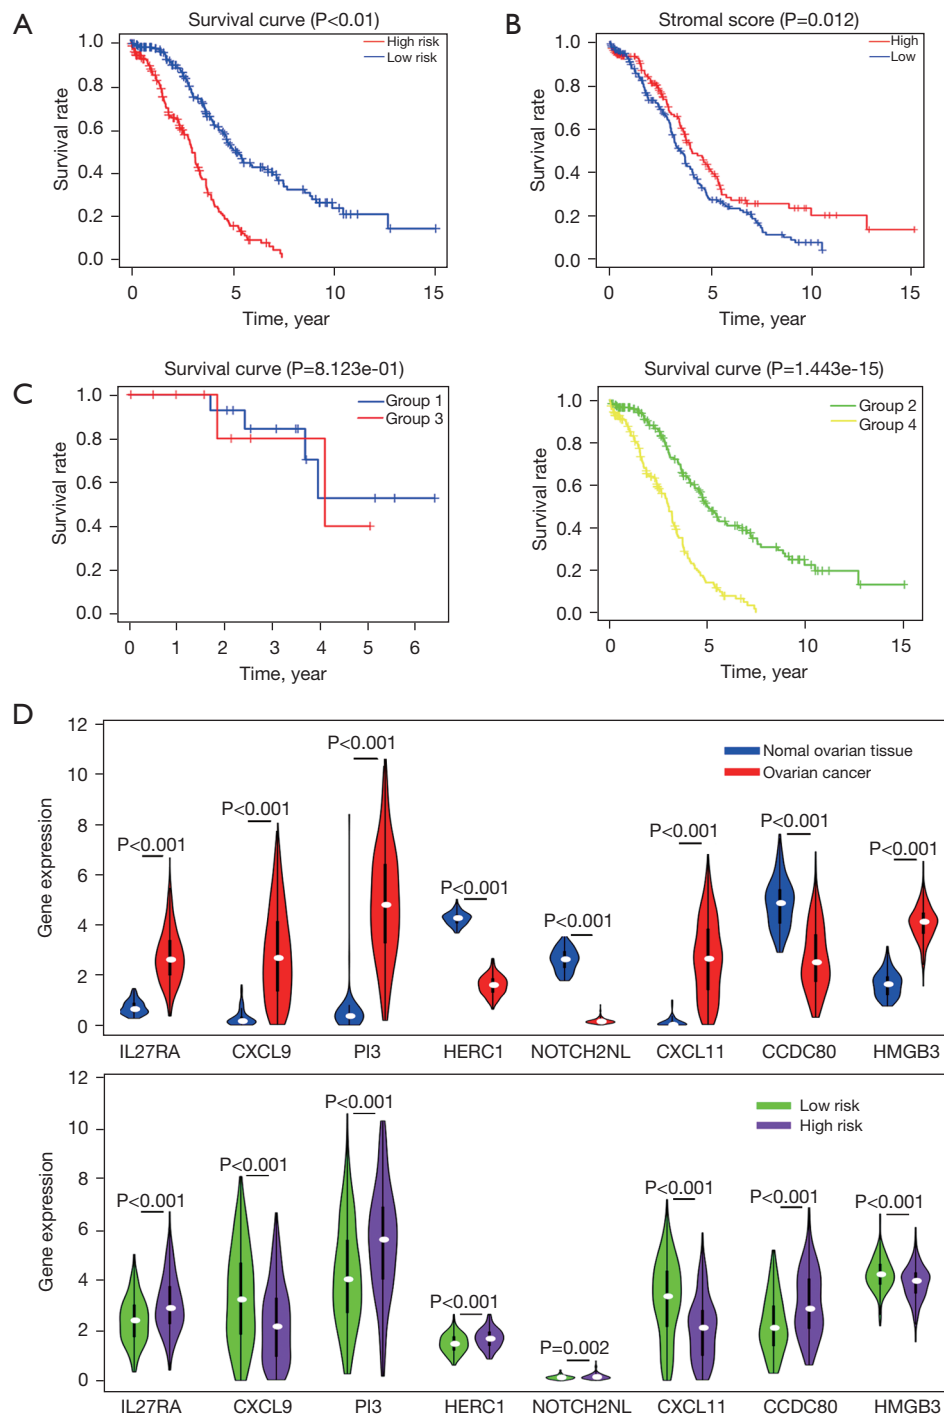 A
Survival curve (P<0.01)
High risk
Low risk
1.0
0.8
0.6
0.4
0.2
0.0
Survival rate
0 5 10 15
Time, year
B
Stromal score (P=0.012)
High
Low
1.0
0.8
0.6
0.4
0.2
0.0
Survival rate
0 5 10 15
Time, year
C
Survival curve (P=8.123e-01)
Group 1
Group 3
1.0
0.8
0.6
0.4
0.2
0.0
Survival rate
0 1 2 3 4 5 6
Time, year
Survival curve (P=1.443e-15)
Group 2
Group 4
1.0
0.8
0.6
0.4
0.2
0.0
Survival rate
0 5 10 15
Time, year
D
12
10
8
6
4
2
0
Gene expression
Nomal ovarian tissue
Ovarian cancer
P<0.001 P<0.001 P<0.001 P<0.001 P<0.001 P<0.001 P<0.001 P<0.001
IL27RA CXCL9 PI3 HERC1 NOTCH2NL CXCL11 CCDC80 HMGB3
12
10
8
6
4
2
0
Gene expression
Low risk
High risk
P<0.001 P<0.001 P<0.001 P<0.001 P=0.002 P<0.001 P<0.001 P<0.001
IL27RA CXCL9 PI3 HERC1 NOTCH2NL CXCL11 CCDC80 HMGB3